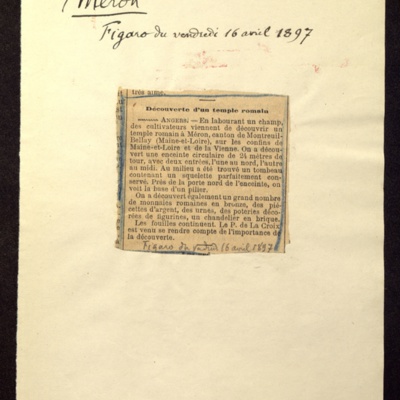 Méron
Figaro du vendredi 16 avril 1897
très aimé.
Découverte d'un temple romain
ANGERS. — En labourant un champ,
des cultivateurs viennent de découvrir un
temple romain à Méron, canton de Montreuil-
Bellay (Maine-et-Loire), sur les confins de
Maine-et-Loire et de la Vienne. On a décou-
vert une enceinte circulaire de 24 mètres de
tour, avec deux entrées, l'une au nord, l'autre
au midi. Au milieu a été trouvé un tombeau
contenant un squelette parfaitement con-
servé. Près de la porte nord de l'enceinte, on
voit la base d'un pilier.
On a découvert également un grand nombre
de monnaies romaines en bronze, des piè-
cettes d'argent, des urnes, des poteries déco-
rées de figurines, un chandelier en brique.
Les fouilles continuent. Le P. de La Croix
est venu se rendre compte de l'importance de
la découverte.
Figaro du vendredi 16 avril 1897